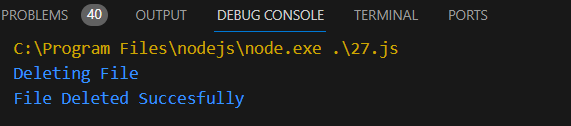 PROBLEMS 40 OUTPUT DEBUG CONSOLE TERMINAL PORTS
C:\Program Files\nodejs\node.exe .\27.js
Deleting File
File Deleted Succesfully